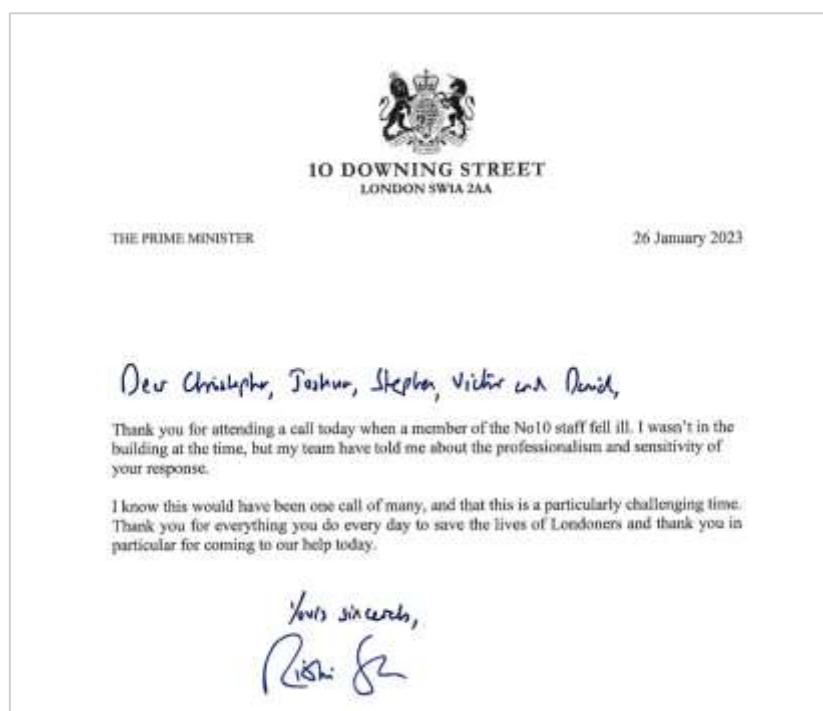 10 DOWNING STREET
LONDON SW1A 2AA
THE PRIME MINISTER 26 January 2023
Dear Christopher, Joshua, Stephen, Victor and David,
Thank you for attending a call today when a member of the No10 staff fell ill. I wasn't in the
building at the time, but my team have told me about the professionalism and sensitivity of
your response.
I know this would have been one call of many, and that this is a particularly challenging time.
Thank you for everything you do every day to save the lives of Londoners and thank you in
particular for coming to our help today.
Yours sincerely,
Rishi S